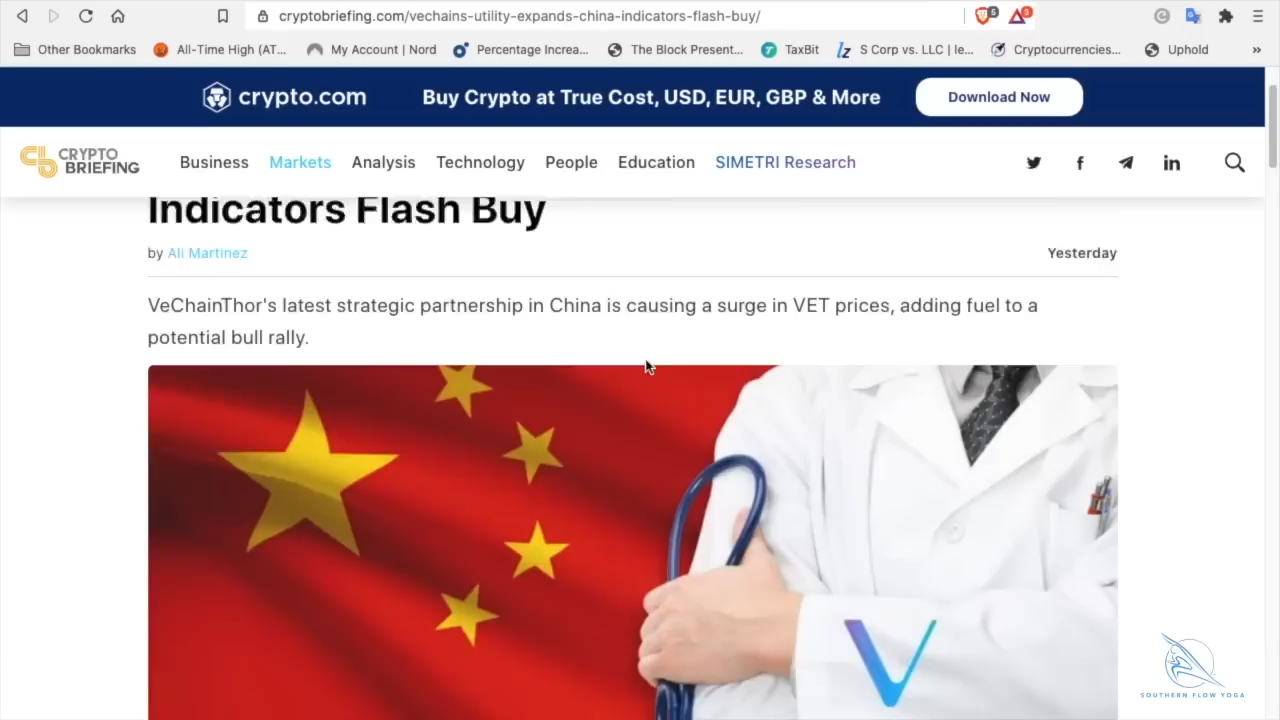 cryptobriefing.com/vechains-utility-expands-china-indicators-flash-buy/
5
3
Other Bookmarks
All-Time High (AT...
My Account | Nord
Percentage Increa...
The Block Present...
TaxBit
S Corp vs. LLC | le...
Cryptocurrencies...
Uphold
»
crypto.com
Buy Crypto at True Cost, USD, EUR, GBP & More
Download Now
CRYPTO
BRIEFING
Business Markets Analysis Technology People Education SIMETRI Research
Indicators Flash Buy
by Ali Martinez
Yesterday
VeChainThor's latest strategic partnership in China is causing a surge in VET prices, adding fuel to a
potential bull rally.
SOUTHERN FLOW YOGA